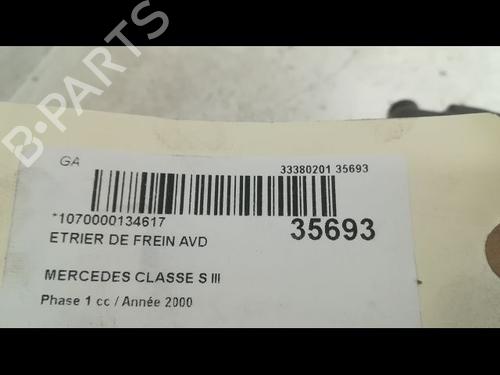 B-PARTS
GA
33380201 35693
*1070000134617
35693
ETRIER DE FREIN AVD
MERCEDES CLASSE S III
Phase 1 cc / Année 2000